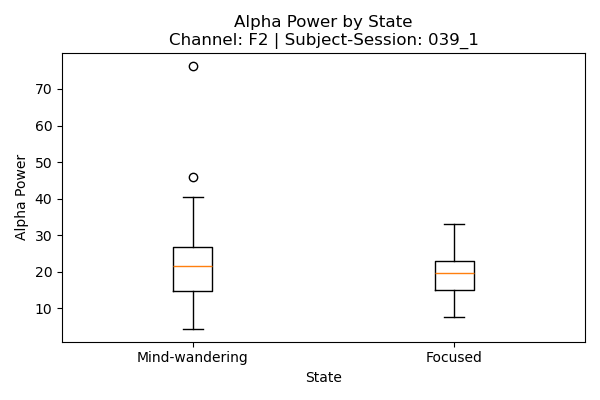 Alpha Power by State
Channel: F2 | Subject-Session: 039_1
Alpha Power
70
60
50
40
30
20
10
Mind-wandering
Focused
State